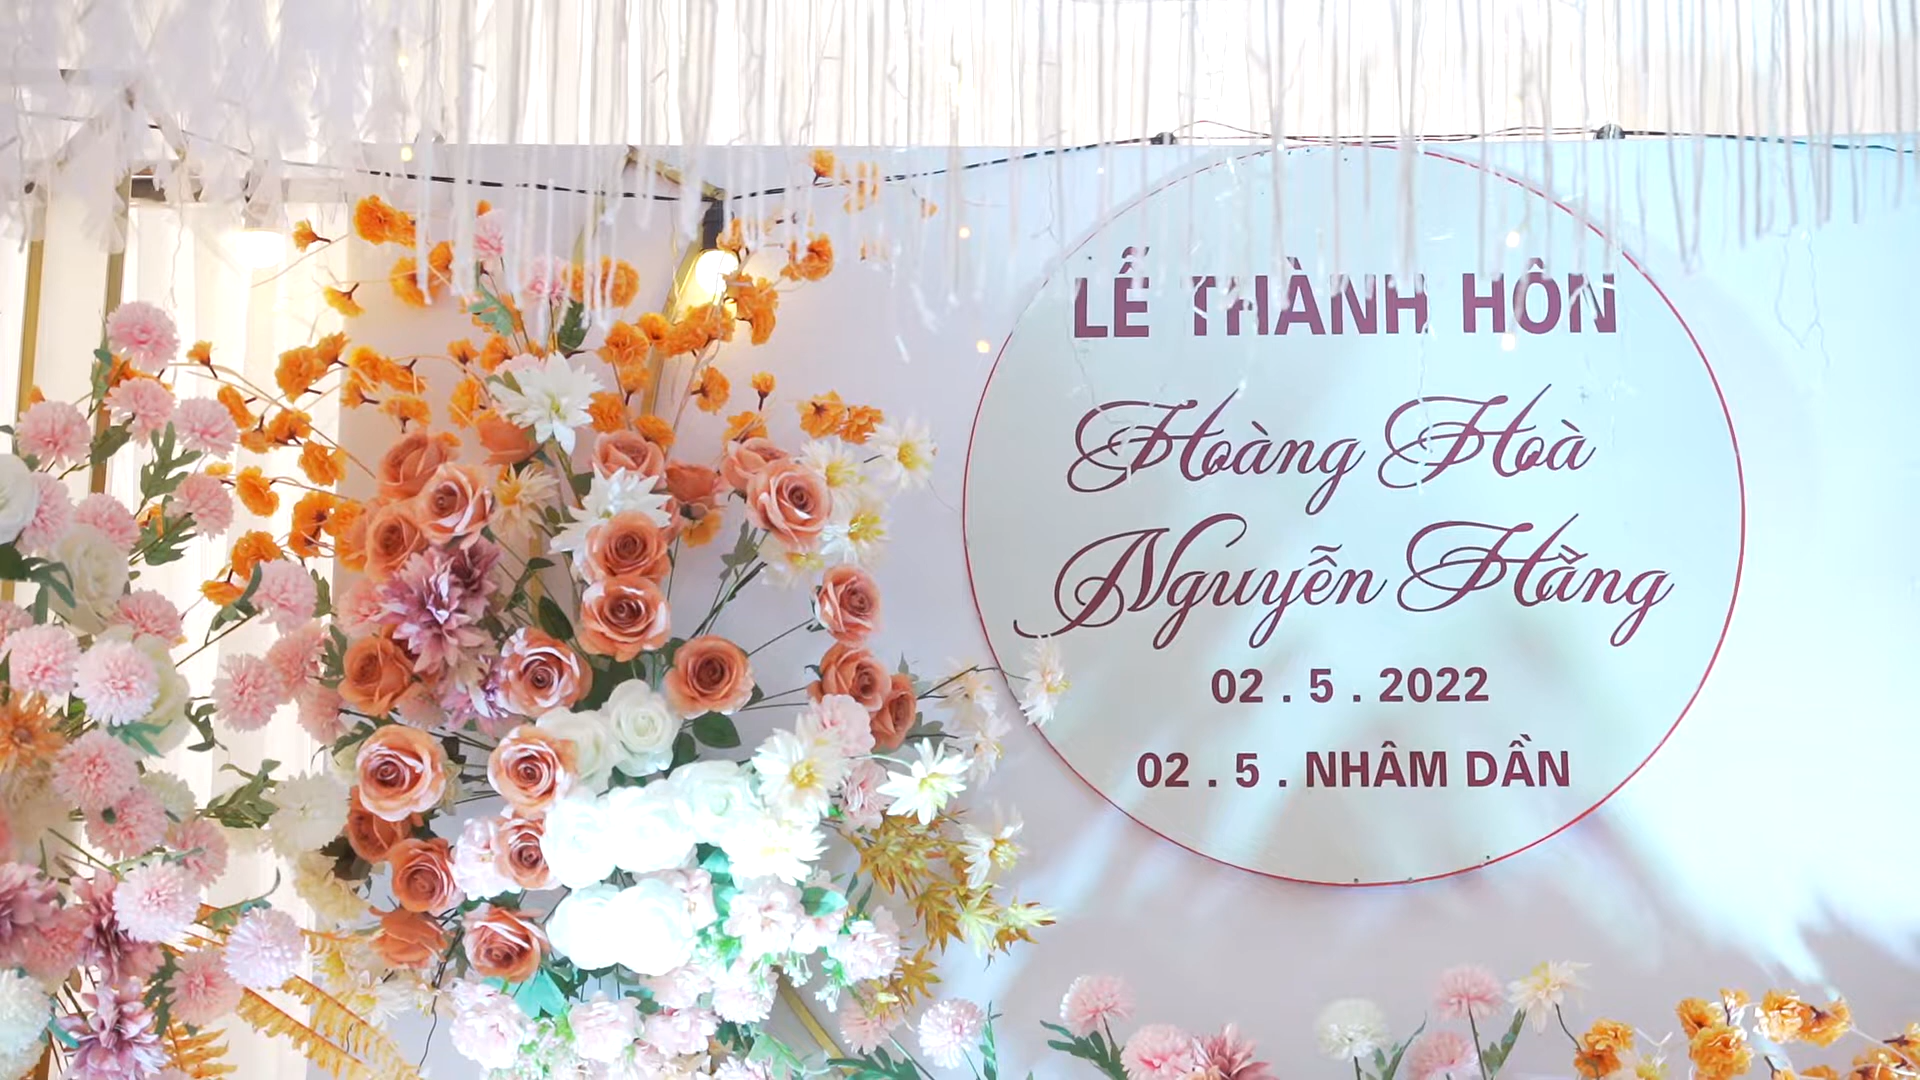 LỄ THÀNH HÔN
Hoàng Hoà
Nguyễn Hằng
02 . 5 . 2022
02 . 5 . NHÂM DẦN